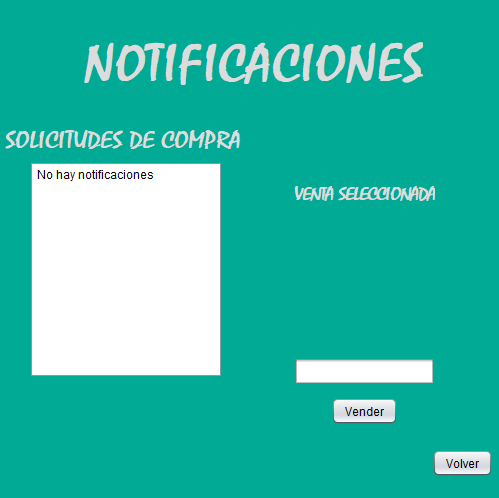 NOTIFICACIONES
SOLICITUDES DE COMPRA
No hay notificaciones
VENTA SELECCIONADA
Vender
Volver